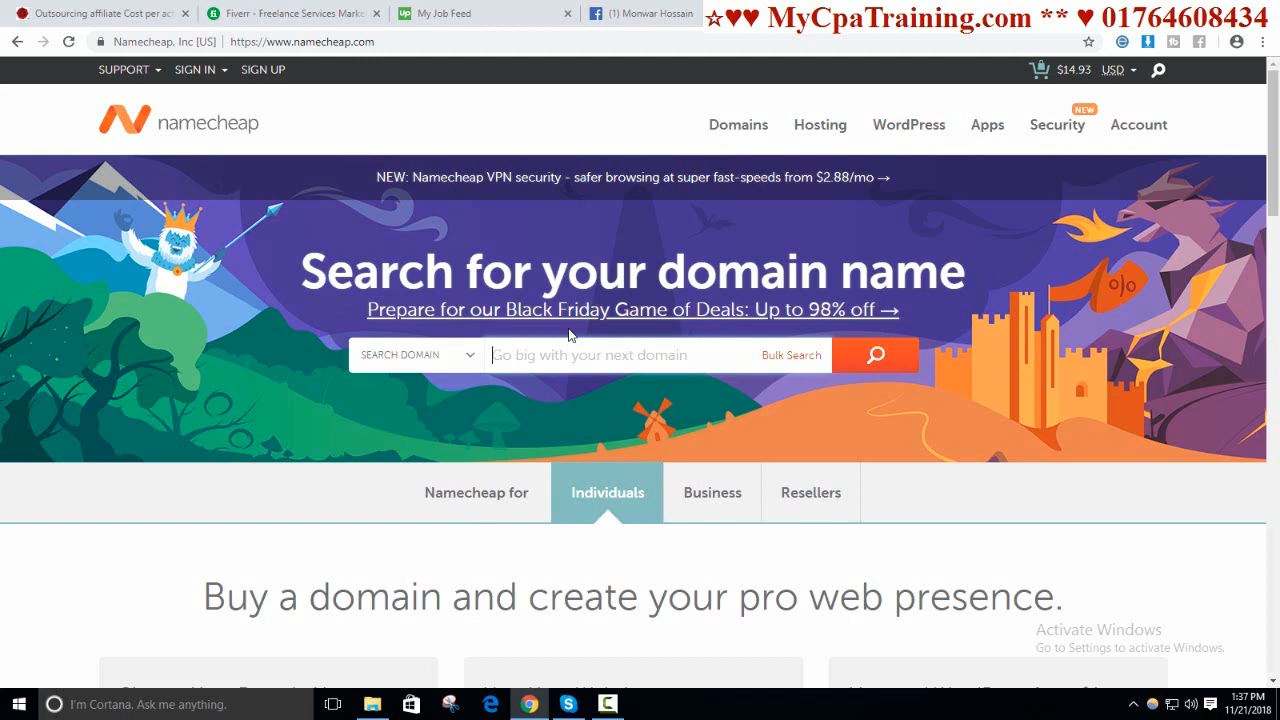 Outsourcing affiliate Cost per act
Fiverr - Freelance Services Marke
Up My Job Feed
(1) Monwar Hossain
☆♥♥ MyCpaTraining.com ** ♥ 01764608434
Namecheap, Inc [US] | https://www.namecheap.com
SUPPORT SIGN IN SIGN UP
$14.93 USD
namecheap
NEW
Domains Hosting WordPress Apps Security Account
NEW: Namecheap VPN security - safer browsing at super fast-speeds from $2.88/mo →
Search for your domain name
Prepare for our Black Friday Game of Deals: Up to 98% off →
%
SEARCH DOMAIN Go big with your next domain Bulk Search
Namecheap for Individuals Business Resellers
Buy a domain and create your pro web presence.
Activate Windows
Go to Settings to activate Windows.
I'm Cortana. Ask me anything.
1:37 PM
11/21/2018